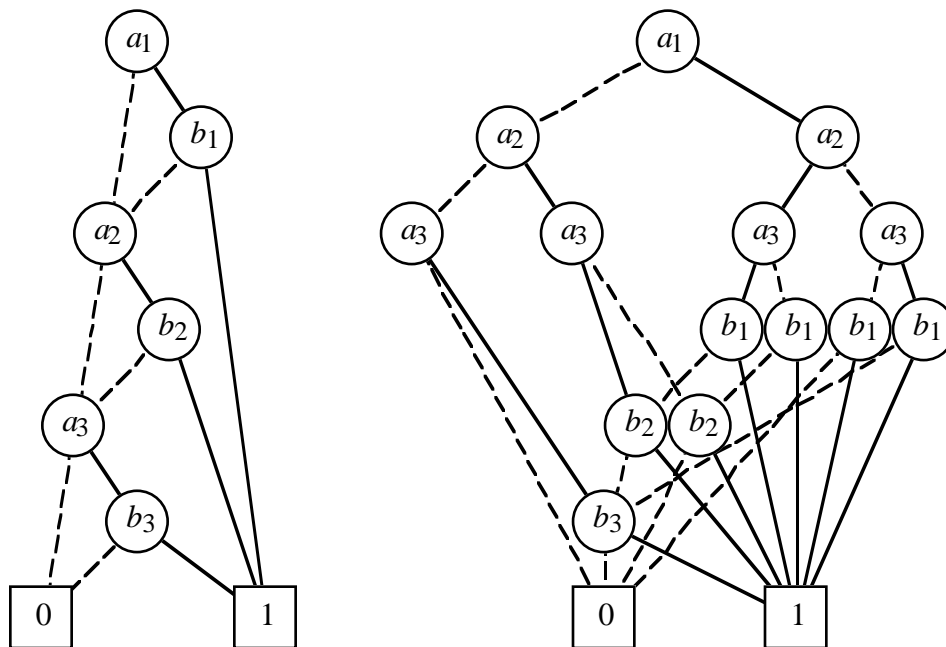 a1 a1
b1 a2 a2
a2 a3 a3 a3 a3
b2 b1 b1 b1 b1
a3 b2 b2
b3 b3
0 1 0 1